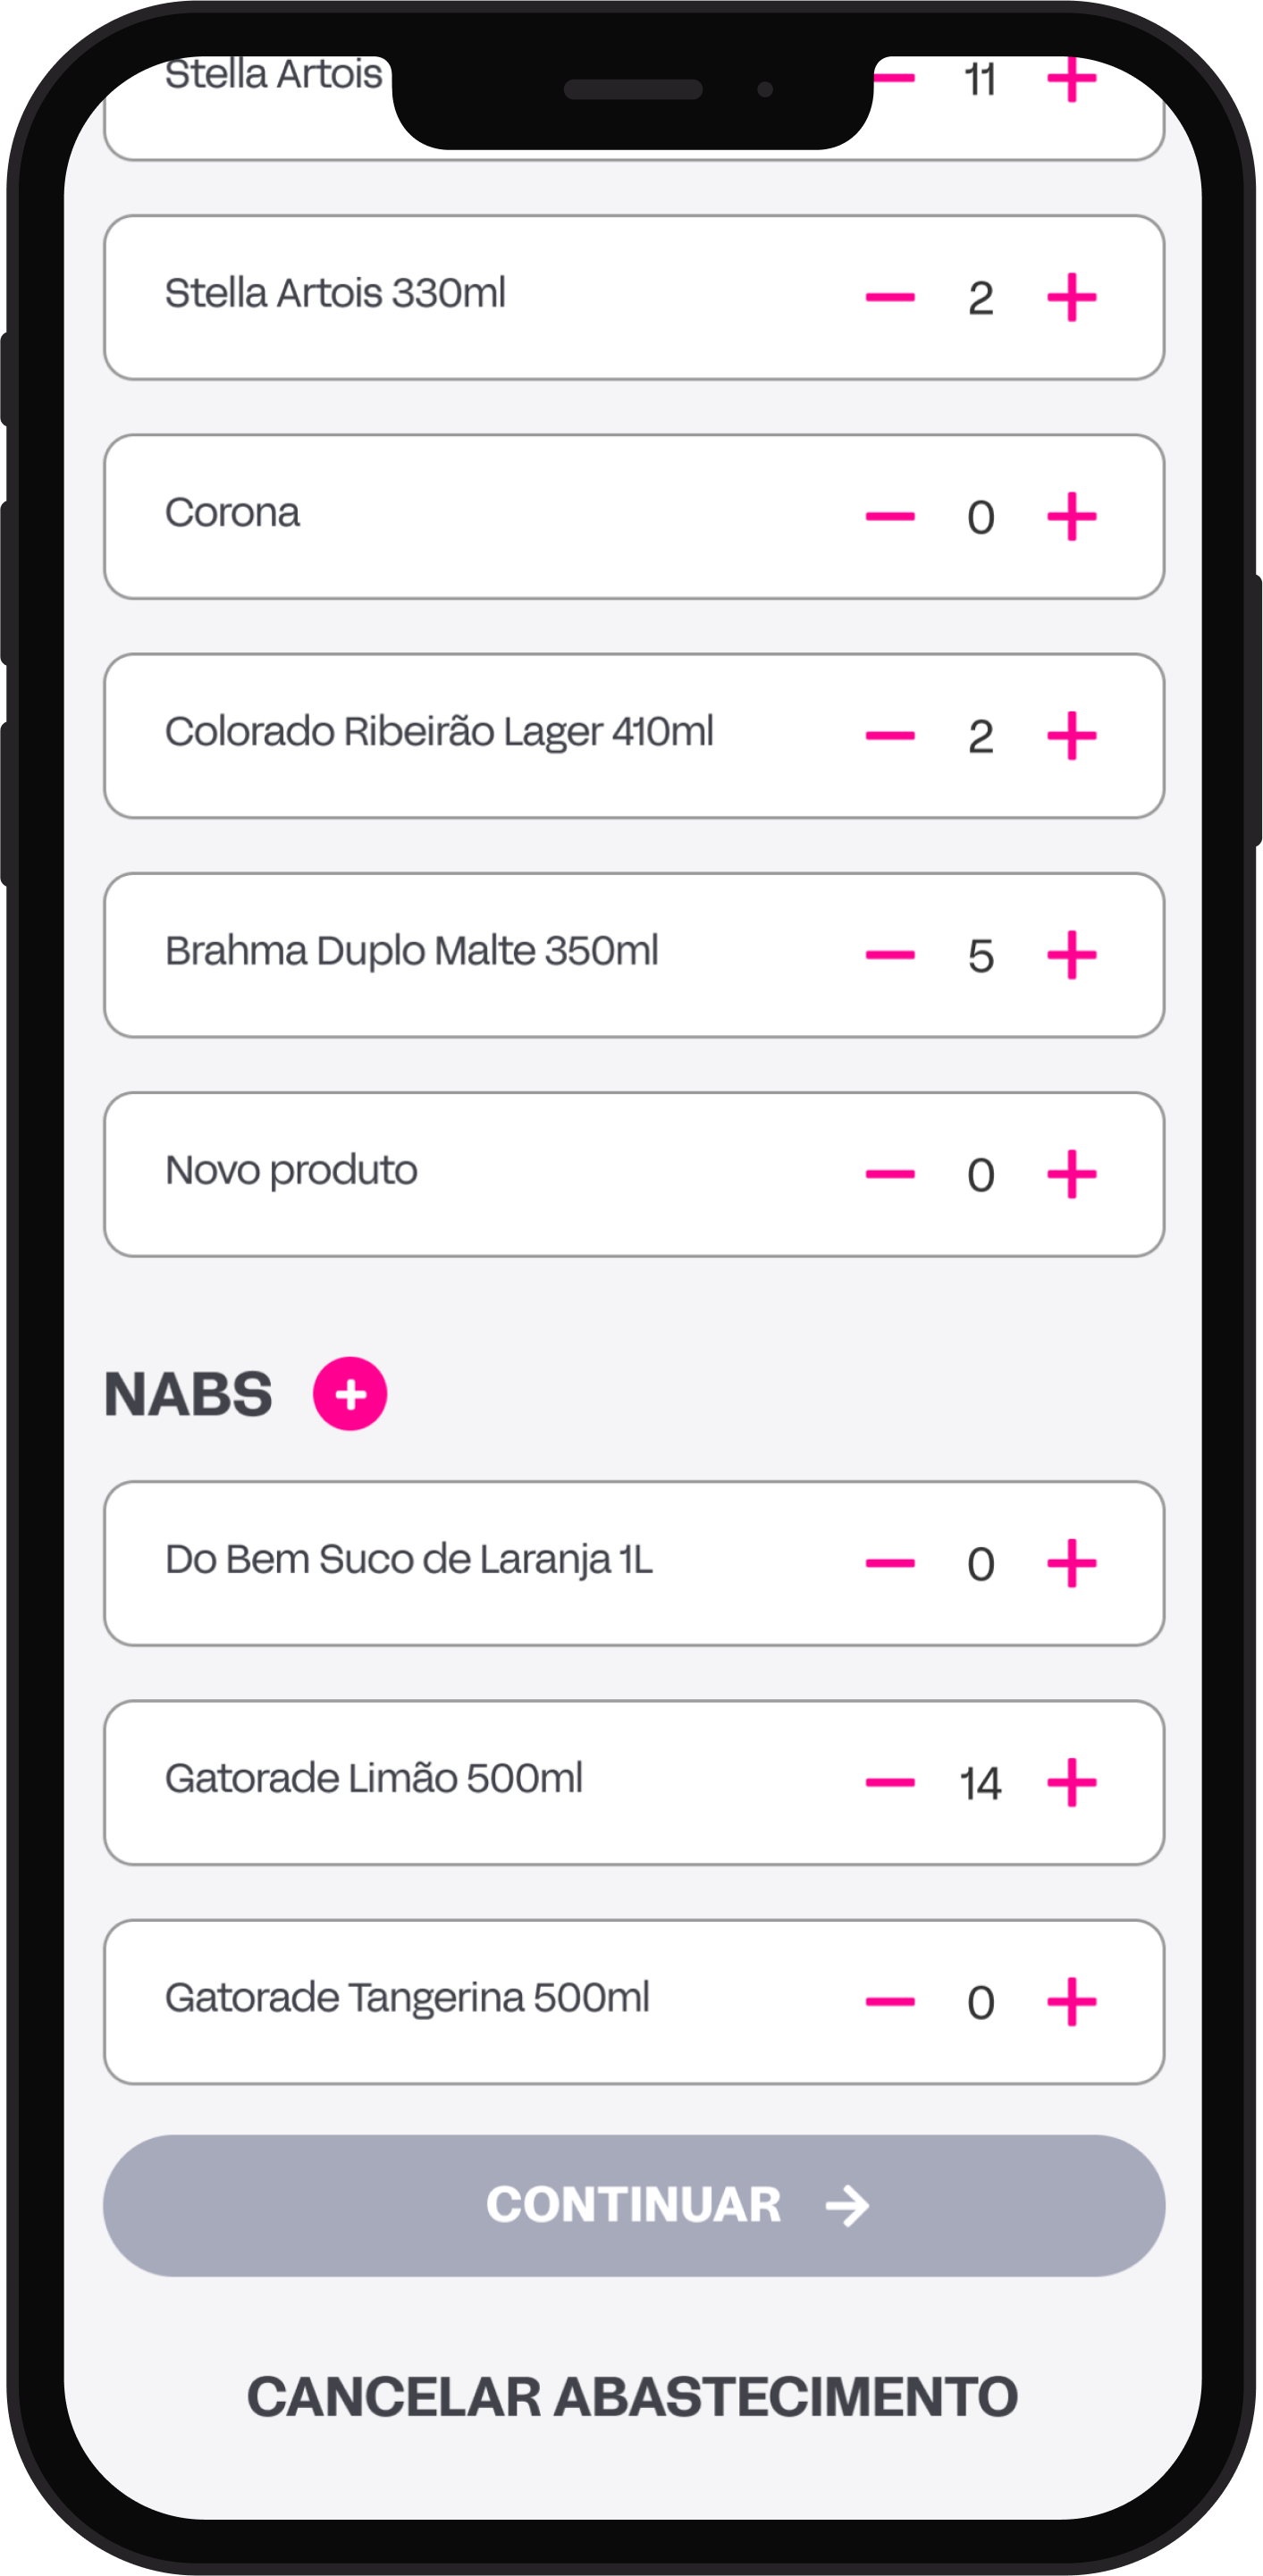 Stella Artois
11
Stella Artois 330ml
2
Corona
0
Colorado Ribeirão Lager 410ml
2
Brahma Duplo Malte 350ml
5
Novo produto
0
NABS
Do Bem Suco de Laranja 1L
0
Gatorade Limão 500ml
14
Gatorade Tangerina 500ml
0
CONTINUAR
CANCELAR ABASTECIMENTO